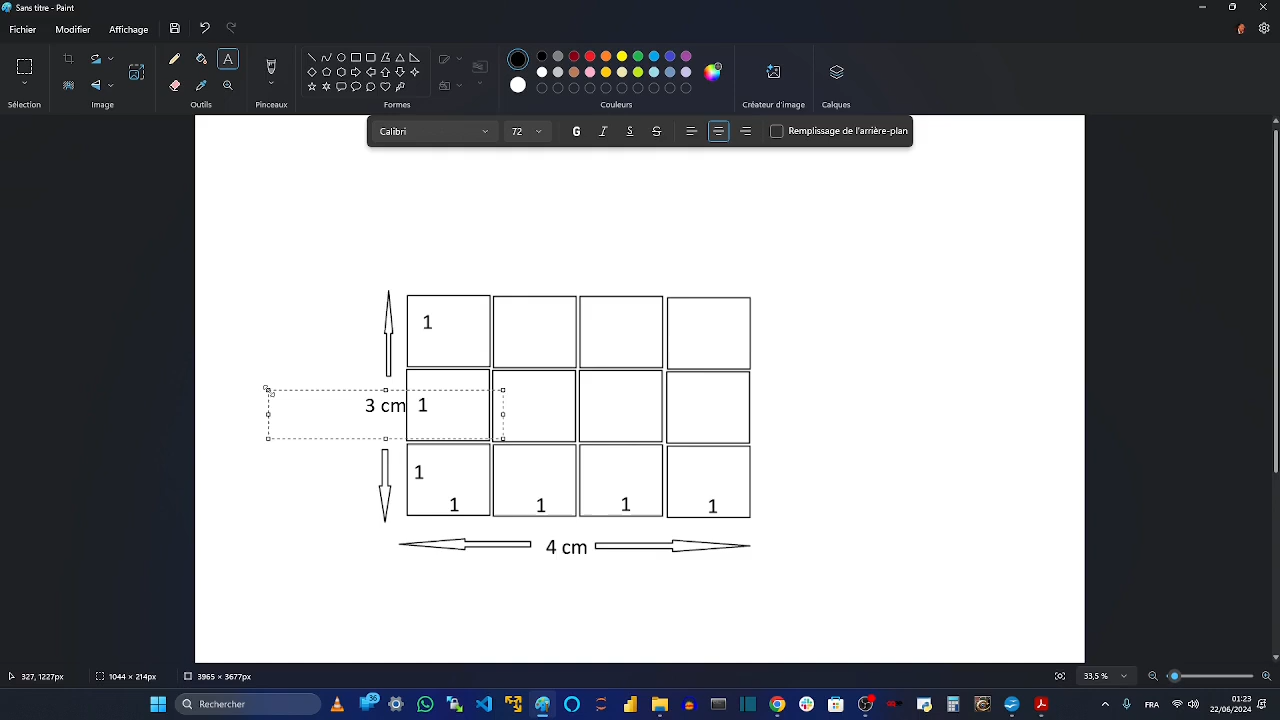 Sans titre - Paint
Fichier Modifier Affichage
A
Sélection Image Outils Pinceaux Formes Couleurs Créateur d'image Calques
Calibri 72 G I S S Remplissage de l'arrière-plan
1
3 cm 1
1
1 1 1 1
4 cm
327, 1227px 1044 × 214px 3965 × 3677px 33.3%
Rechercher 36 FRA 01:23
22/06/2024